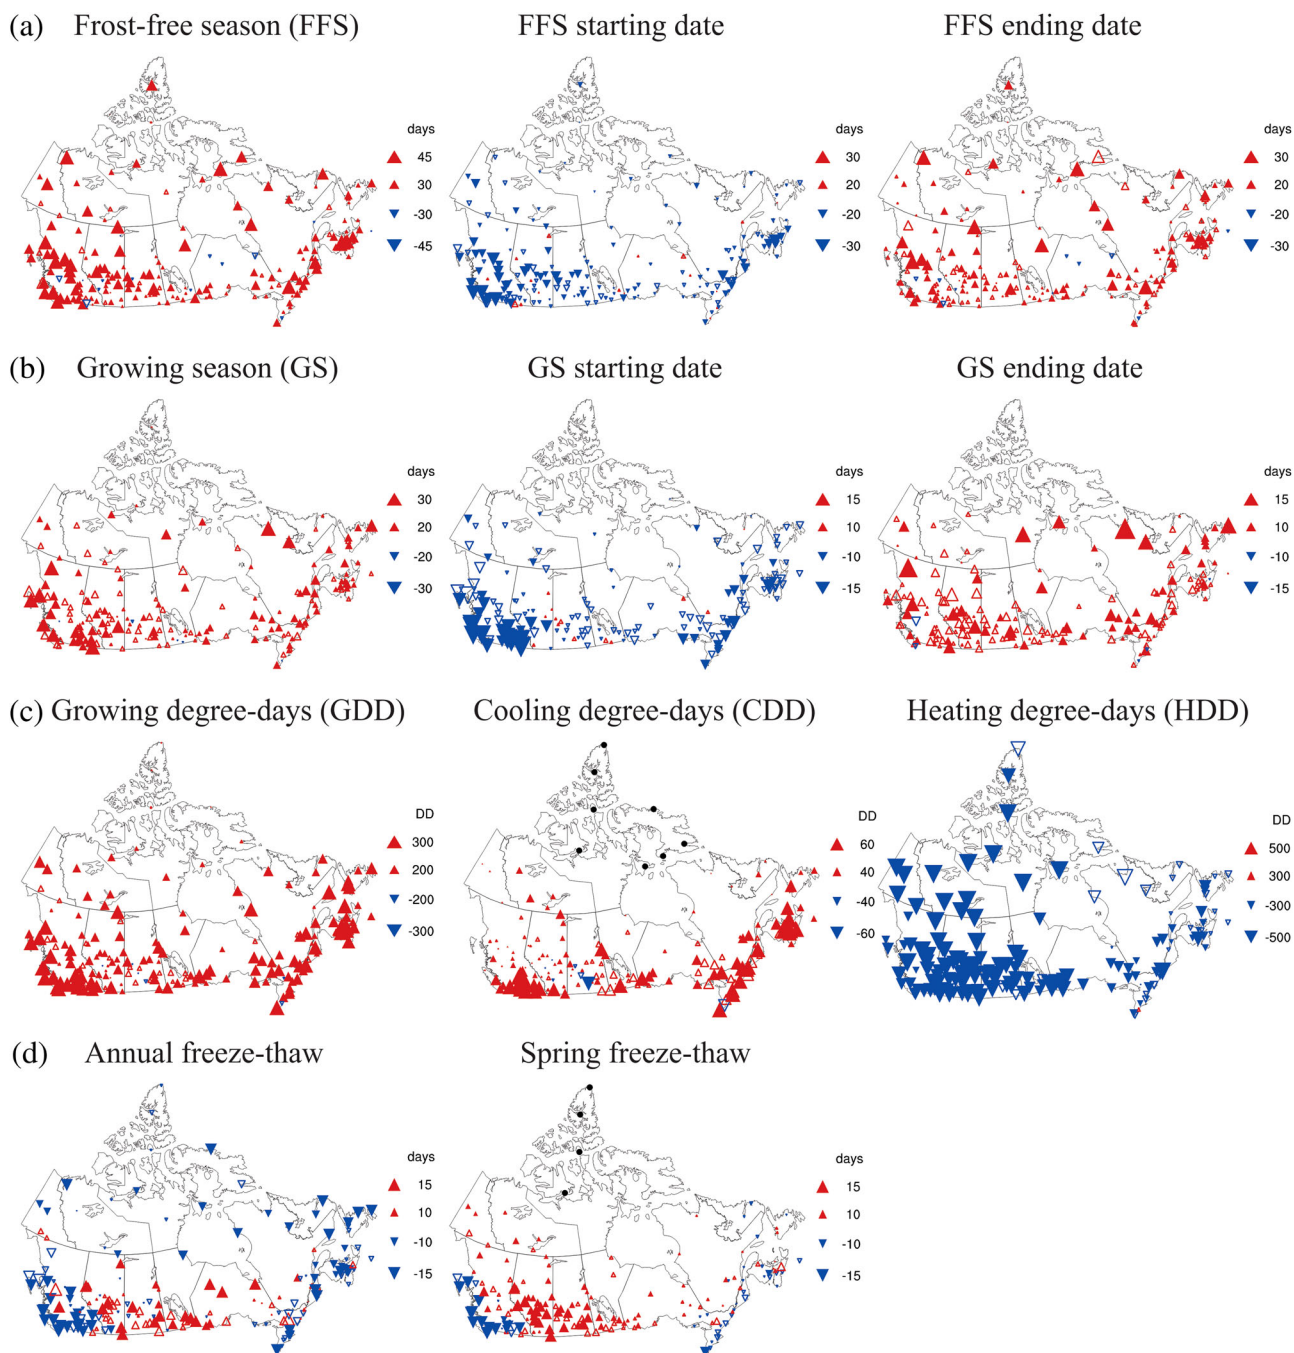 (a) Frost-free season (FFS) FFS starting date FFS ending date
days
45
30
-30
-45
days
30
20
-20
-30
days
30
20
-20
-30
(b) Growing season (GS) GS starting date GS ending date
days
30
20
-20
-30
days
15
10
-10
-15
days
15
10
-10
-15
(c) Growing degree-days (GDD) Cooling degree-days (CDD) Heating degree-days (HDD)
DD
300
200
-200
-300
DD
60
40
-40
-60
DD
500
300
-300
-500
(d) Annual freeze-thaw Spring freeze-thaw
days
15
10
-10
-15
days
15
10
-10
-15